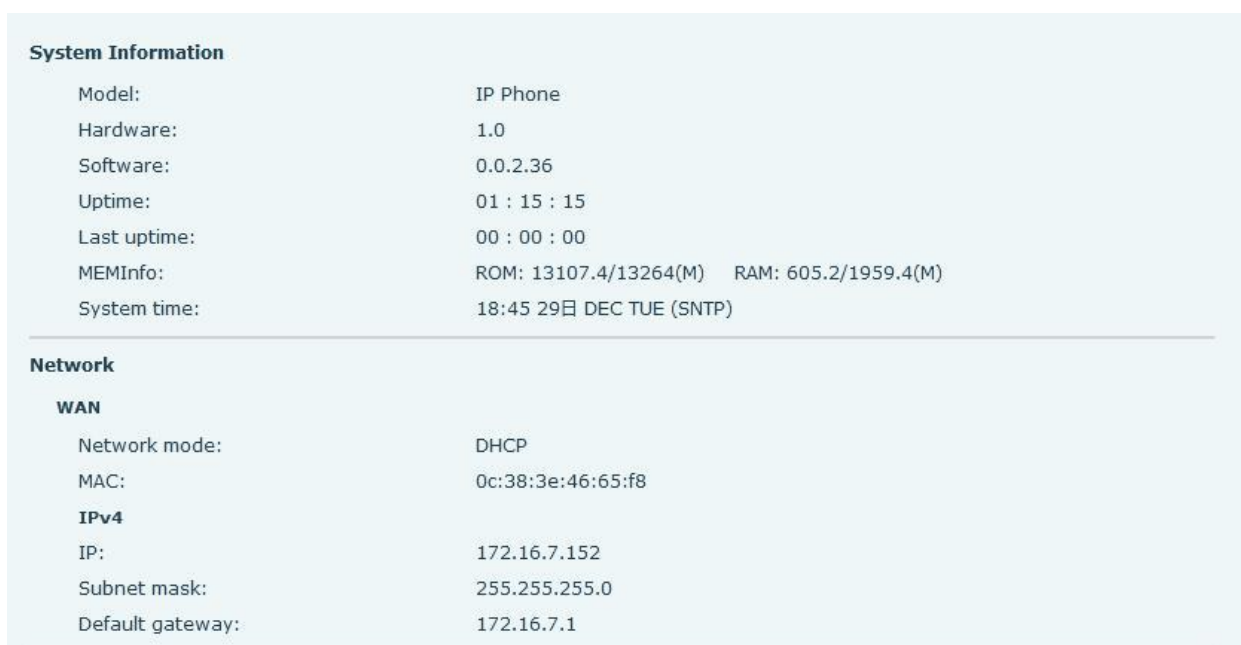 System Information
Model: IP Phone
Hardware: 1.0
Software: 0.0.2.36
Uptime: 01 : 15 : 15
Last uptime: 00 : 00 : 00
MEMInfo: ROM: 13107.4/13264(M) RAM: 605.2/1959.4(M)
System time: 18:45 29日 DEC TUE (SNTP)
Network
WAN
Network mode: DHCP
MAC: 0c:38:3e:46:65:f8
IPv4
IP: 172.16.7.152
Subnet mask: 255.255.255.0
Default gateway: 172.16.7.1